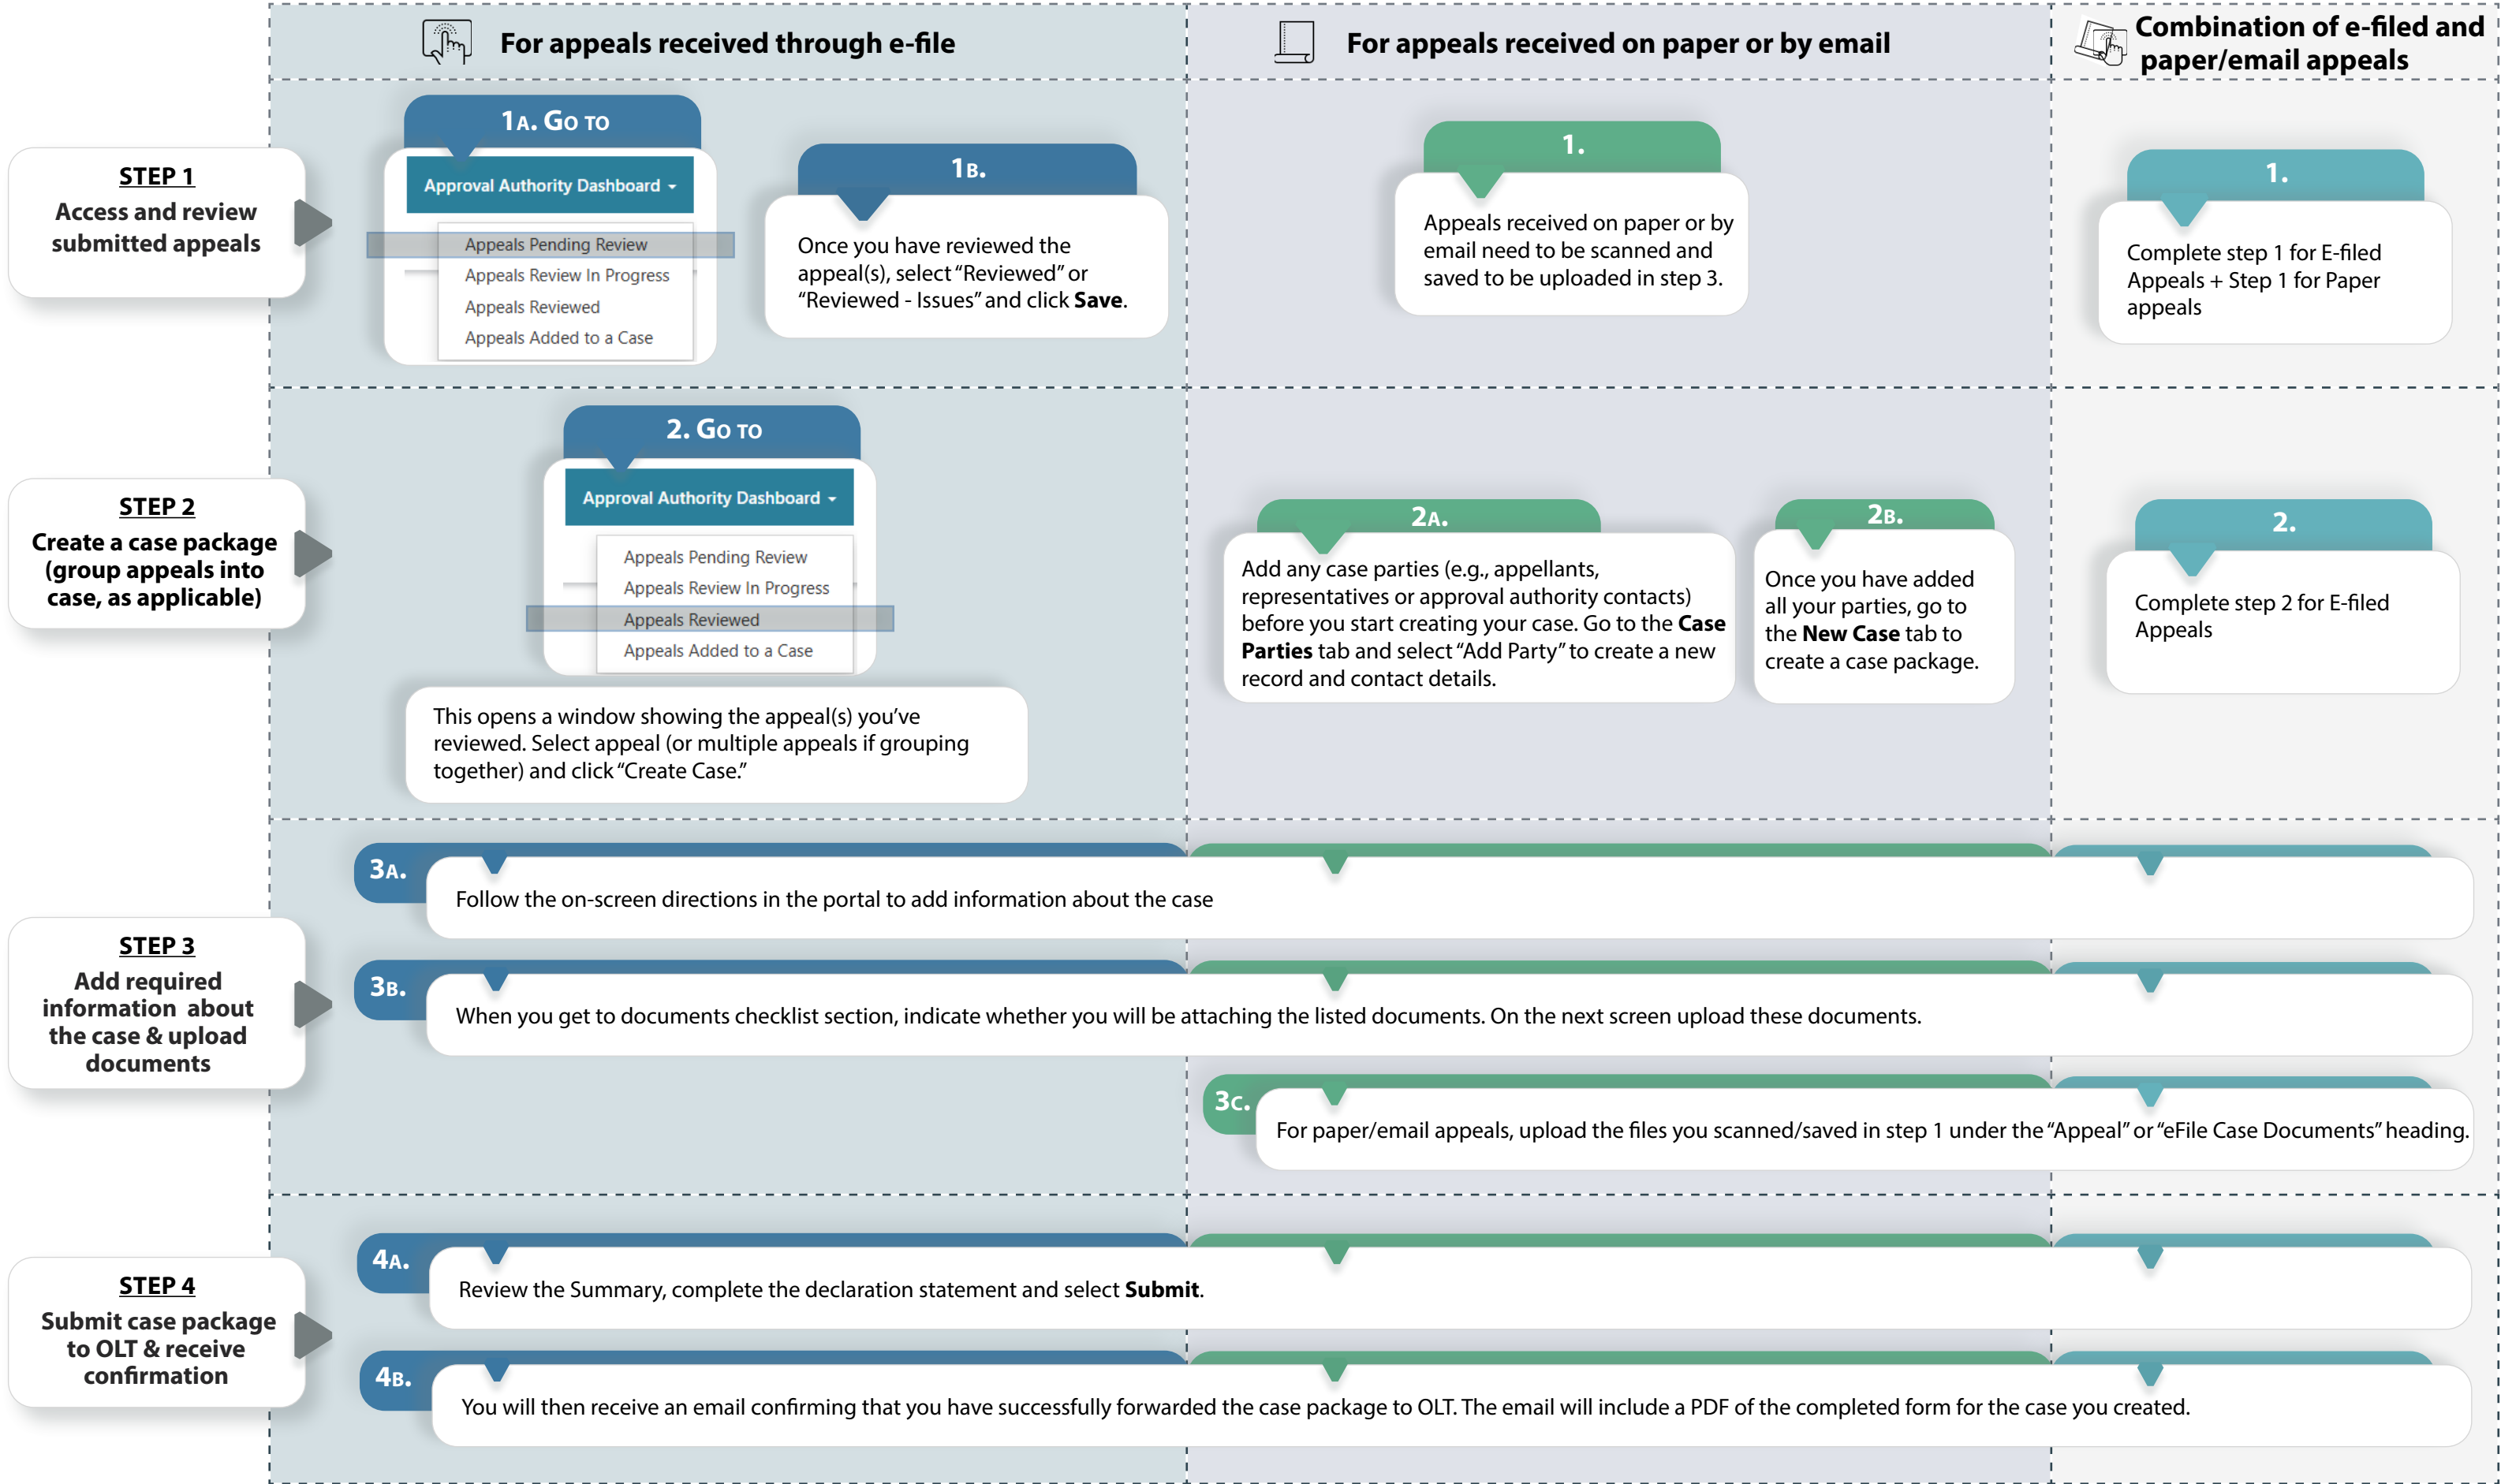 For appeals received through e-file
For appeals received on paper or by email
Combination of e-filed and
paper/email appeals
STEP 1
Access and review
submitted appeals
1A. GO TO
Approval Authority Dashboard
Appeals Pending Review
Appeals Review In Progress
Appeals Reviewed
Appeals Added to a Case
1B.
Once you have reviewed the
appeal(s), select “Reviewed” or
“Reviewed - Issues” and click Save.
1.
Appeals received on paper or by
email need to be scanned and
saved to be uploaded in step 3.
1.
Complete step 1 for E-filed
Appeals + Step 1 for Paper
appeals
STEP 2
Create a case package
(group appeals into
case, as applicable)
2. GO TO
Approval Authority Dashboard
Appeals Pending Review
Appeals Review In Progress
Appeals Reviewed
Appeals Added to a Case
This opens a window showing the appeal(s) you’ve
reviewed. Select appeal (or multiple appeals if grouping
together) and click “Create Case.”
2A.
Add any case parties (e.g., appellants,
representatives or approval authority contacts)
before you start creating your case. Go to the Case
Parties tab and select “Add Party” to create a new
record and contact details.
2B.
Once you have added
all your parties, go to
the New Case tab to
create a case package.
2.
Complete step 2 for E-filed
Appeals
STEP 3
Add required
information about
the case & upload
documents
3A.
Follow the on-screen directions in the portal to add information about the case
3B.
When you get to documents checklist section, indicate whether you will be attaching the listed documents. On the next screen upload these documents.
3C.
For paper/email appeals, upload the files you scanned/saved in step 1 under the “Appeal” or “eFile Case Documents” heading.
STEP 4
Submit case package
to OLT & receive
confirmation
4A.
Review the Summary, complete the declaration statement and select Submit.
4B.
You will then receive an email confirming that you have successfully forwarded the case package to OLT. The email will include a PDF of the completed form for the case you created.